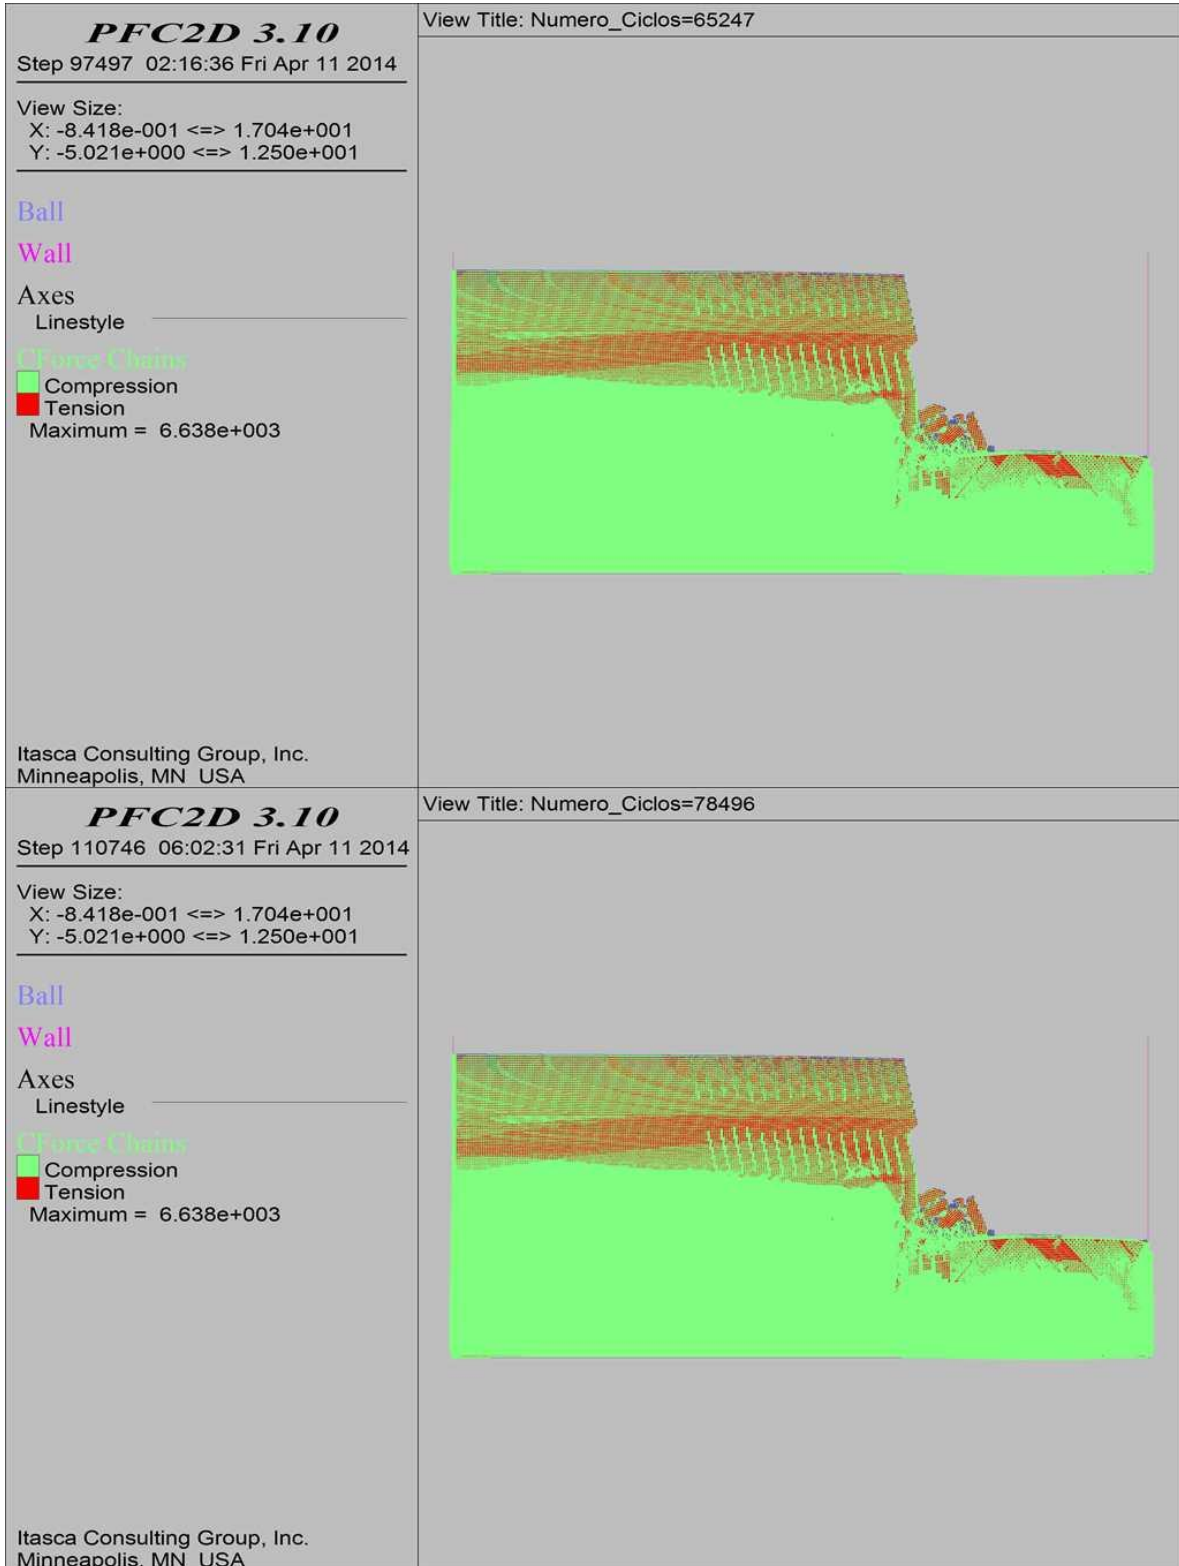 PFC2D 3.10
Step 97497 02:16:36 Fri Apr 11 2014
View Size:
X: -8.418e-001 <=> 1.704e+001
Y: -5.021e+000 <=> 1.250e+001
Ball
Wall
Axes
Linestyle
CForce Chains
Compression
Tension
Maximum = 6.638e+003
Itasca Consulting Group, Inc.
Minneapolis, MN USA
View Title: Numero_Ciclos=65247
PFC2D 3.10
Step 110746 06:02:31 Fri Apr 11 2014
View Size:
X: -8.418e-001 <=> 1.704e+001
Y: -5.021e+000 <=> 1.250e+001
Ball
Wall
Axes
Linestyle
CForce Chains
Compression
Tension
Maximum = 6.638e+003
Itasca Consulting Group, Inc.
Minneapolis, MN USA
View Title: Numero_Ciclos=78496